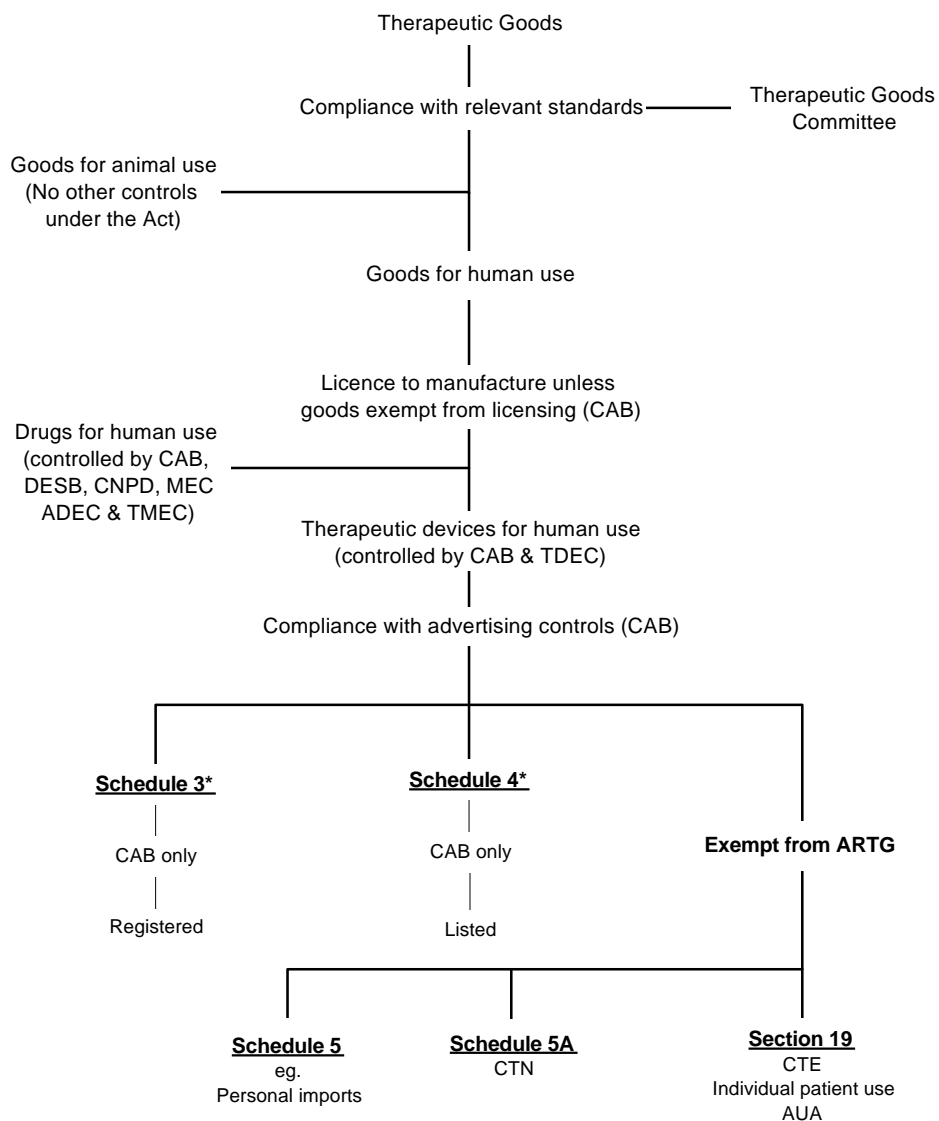 Therapeutic Goods
Compliance with relevant standards
Therapeutic Goods
Committee
Goods for animal use
(No other controls
under the Act)
Goods for human use
Licence to manufacture unless
goods exempt from licensing (CAB)
Drugs for human use
(controlled by CAB,
DESB, CNPD, MEC
ADEC & TMEC)
Therapeutic devices for human use
(controlled by CAB & TDEC)
Compliance with advertising controls (CAB)
Schedule 3*
CAB only
Registered
Schedule 4*
CAB only
Listed
Exempt from ARTG
Schedule 5
eg.
Personal imports
Schedule 5A
CTN
Section 19
CTE
Individual patient use
AUA